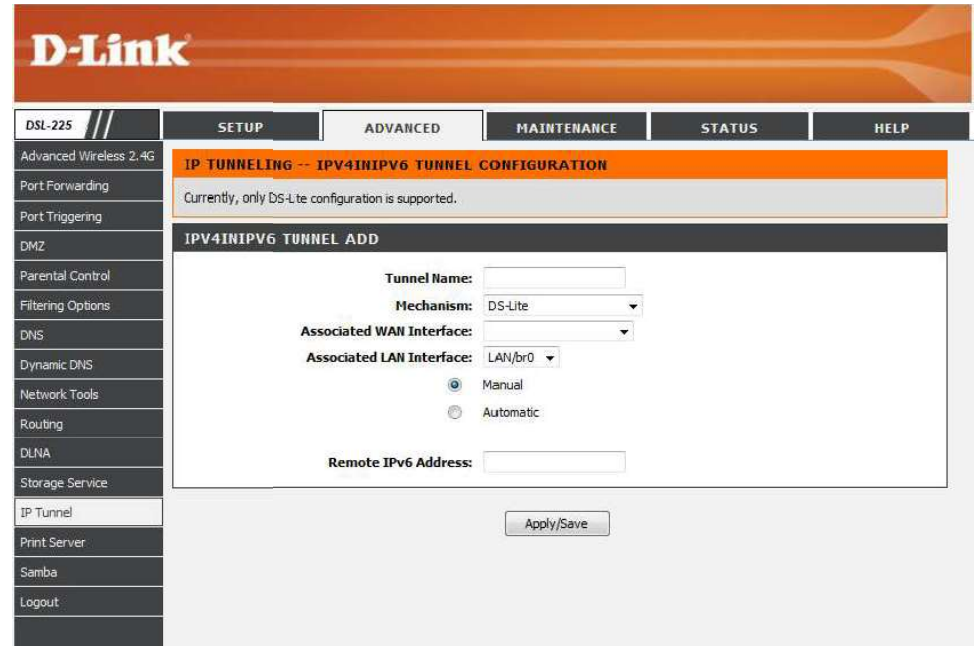 D-Link
DSL-225
SETUP
ADVANCED
MAINTENANCE
STATUS
HELP
Advanced Wireless 2.4G
Port Forwarding
Port Triggering
DMZ
Parental Control
Filtering Options
DNS
Dynamic DNS
Network Tools
Routing
DLNA
Storage Service
IP Tunnel
Print Server
Samba
Logout
IP TUNNELING -- IPV4INIPV6 TUNNEL CONFIGURATION
Currently, only DS-Lite configuration is supported.
IPV4INIPV6 TUNNEL ADD
Tunnel Name:
Mechanism: DS-Lite
Associated WAN Interface:
Associated LAN Interface: LAN/br0
Manual
Automatic
Remote IPv6 Address:
Apply/Save